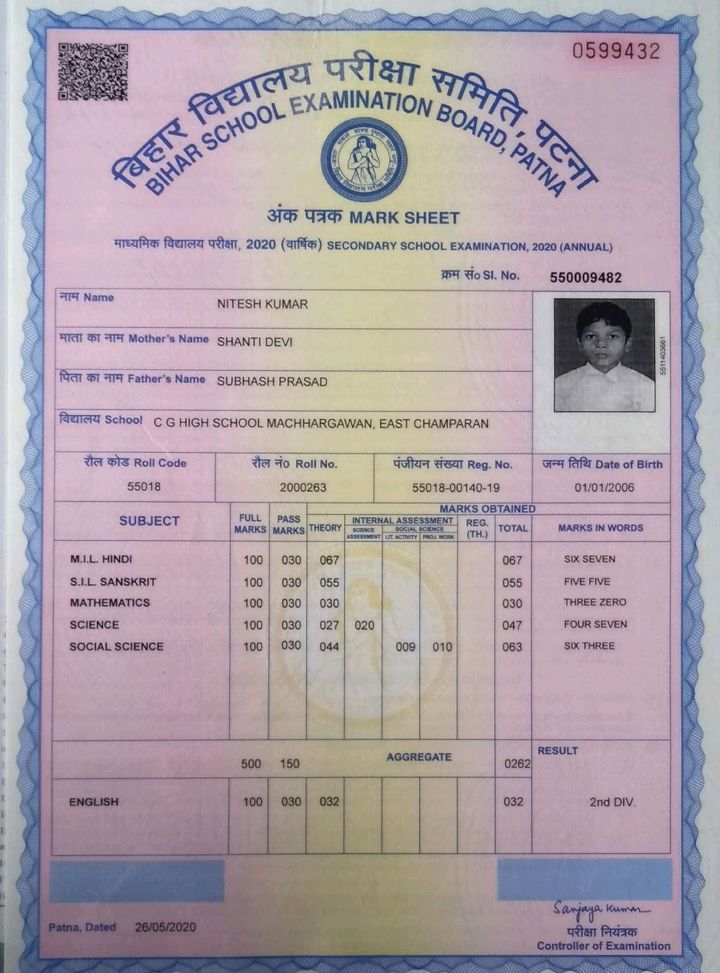 0599432
बिहार विद्यालय परीक्षा समिति, पटना
BIHAR SCHOOL EXAMINATION BOARD, PATNA
अंक पत्रक MARK SHEET
माध्यमिक विद्यालय परीक्षा, 2020 (वार्षिक) SECONDARY SCHOOL EXAMINATION, 2020 (ANNUAL)
क्रम सं० Sl. No. 550009482
नाम Name NITESH KUMAR
माता का नाम Mother's Name SHANTI DEVI
पिता का नाम Father's Name SUBHASH PRASAD
विद्यालय School C G HIGH SCHOOL MACHHARGAWAN, EAST CHAMPARAN
5511403661
रौल कोड Roll Code रौल नं० Roll No. पंजीयन संख्या Reg. No. जन्म तिथि Date of Birth
55018 2000263 55018-00140-19 01/01/2006
SUBJECT FULL MARKS PASS MARKS MARKS OBTAINED MARKS IN WORDS
THEORY INTERNAL ASSESSMENT REG. (TH.) TOTAL
SCIENCE ASSESSMENT SOCIAL SCIENCE
LIT. ACTIVITY PROJ. WORK
M.I.L. HINDI 100 030 067 067 SIX SEVEN
S.I.L. SANSKRIT 100 030 055 055 FIVE FIVE
MATHEMATICS 100 030 030 030 THREE ZERO
SCIENCE 100 030 027 020 047 FOUR SEVEN
SOCIAL SCIENCE 100 030 044 009 010 063 SIX THREE
500 150 AGGREGATE 0262 RESULT
ENGLISH 100 030 032 032 2nd DIV.
Sanjaya Kumar
Patna, Dated 26/05/2020
परीक्षा नियंत्रक
Controller of Examination